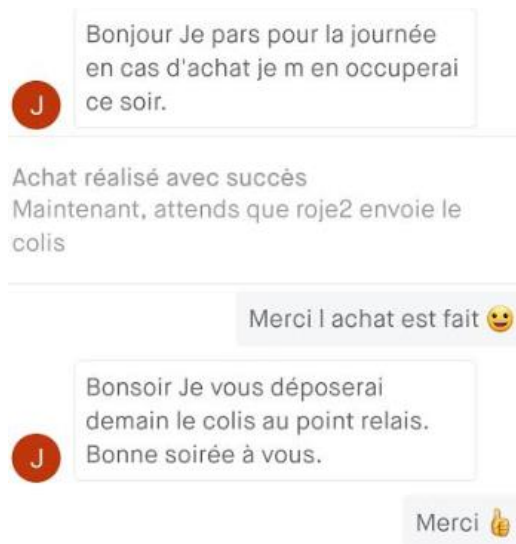 Bonjour Je pars pour la journée
en cas d'achat je m en occuperai
ce soir.
J
Achat réalisé avec succès
Maintenant, attends que roje2 envoie le
colis
Merci l achat est fait 😀
Bonsoir Je vous déposerai
demain le colis au point relais.
Bonne soirée à vous.
J
Merci 👍